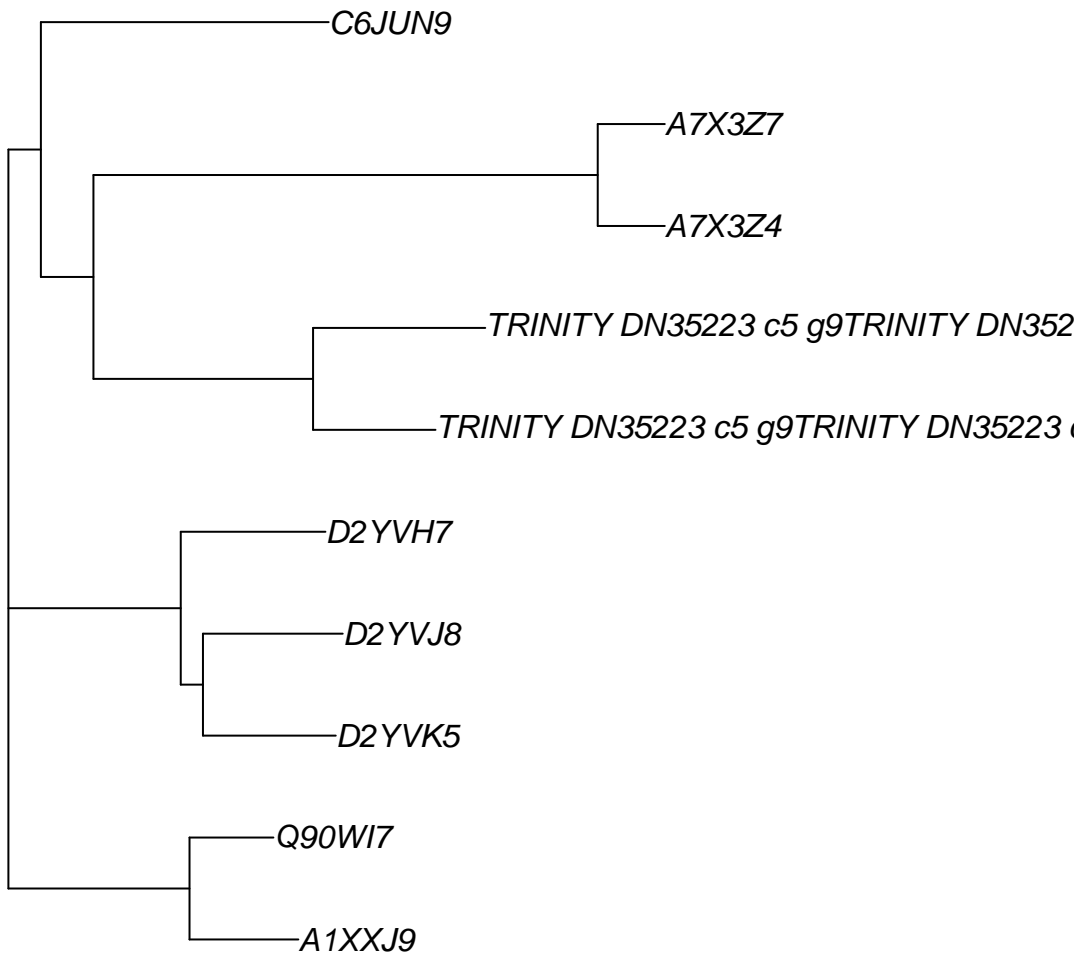 C6JUN9
A7X3Z7
A7X3Z4
TRINITY DN35223 c5 g9TRINITY DN352
TRINITY DN35223 c5 g9TRINITY DN35223
D2YVH7
D2YVJ8
D2YVK5
Q90WI7
A1XXJ9